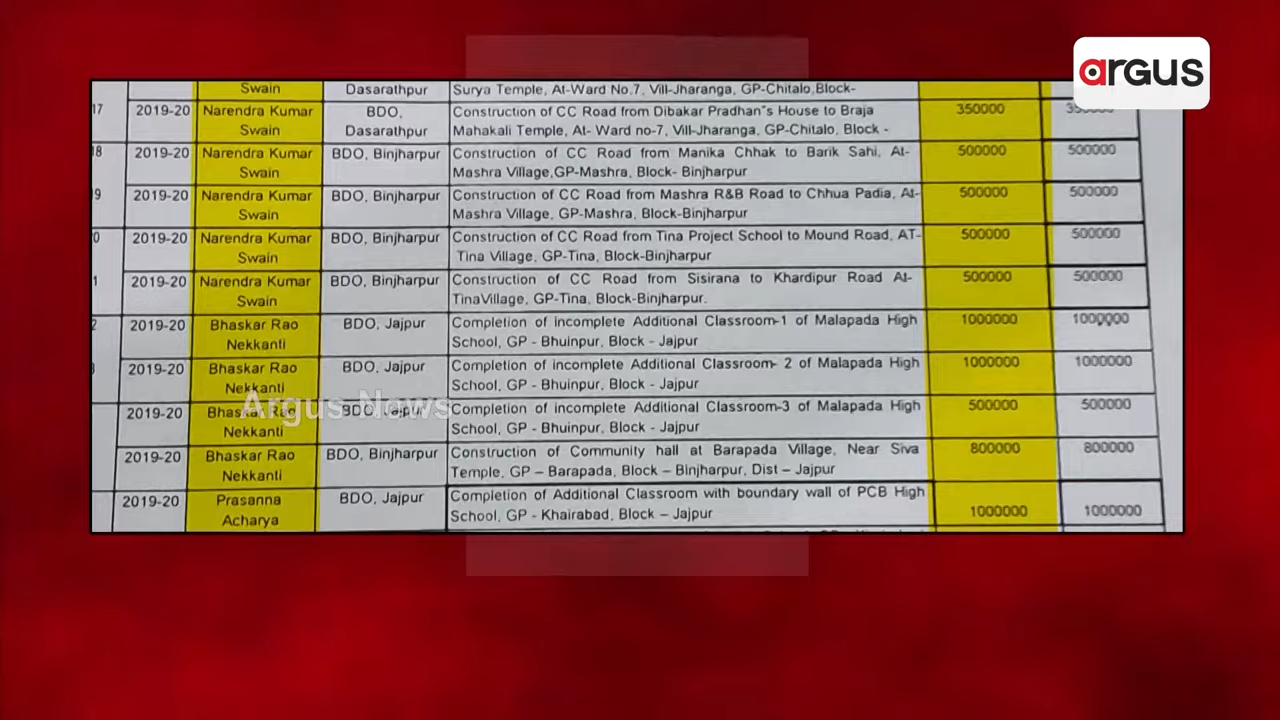 argus
Swain Dasarathpur Surya Temple, At-Ward No.7, Vill-Jharanga, GP-Chitalo,Block-
17 2019-20 Narendra Kumar BDO, Construction of CC Road from Dibakar Pradhan"s House to Braja 350000
Swain Dasarathpur Mahakali Temple, At- Ward no-7, Vill-Jharanga, GP-Chitalo, Block -
18 2019-20 Narendra Kumar BDO, Binjharpur Construction of CC Road from Manika Chhak to Barik Sahi, At- 500000 500000
Swain Mashra Village,GP-Mashra, Block- Binjharpur
9 2019-20 Narendra Kumar BDO, Binjharpur Construction of CC Road from Mashra R&B Road to Chhua Padia, At- 500000 500000
Swain Mashra Village, GP-Mashra, Block-Binjharpur
0 2019-20 Narendra Kumar BDO, Binjharpur Construction of CC Road from Tina Project School to Mound Road, AT- 500000 500000
Swain Tina Village, GP-Tina, Block-Binjharpur
1 2019-20 Narendra Kumar BDO, Binjharpur Construction of CC Road from Sisirana to Khardipur Road At- 500000 500000
Swain TinaVillage, GP-Tina, Block-Binjharpur.
2 2019-20 Bhaskar Rao BDO, Jajpur Completion of incomplete Additional Classroom-1 of Malapada High 1000000 1000000
Nekkanti School, GP - Bhuinpur, Block - Jajpur
3 2019-20 Bhaskar Rao BDO, Jajpur Completion of incomplete Additional Classroom- 2 of Malapada High 1000000 1000000
Nekkanti School, GP - Bhuinpur, Block - Jajpur
2019-20 Bhaskar Rao BDO, Jajpur Completion of incomplete Additional Classroom-3 of Malapada High 500000 500000
Argus News
Nekkanti School, GP - Bhuinpur, Block - Jajpur
2019-20 Bhaskar Rao BDO, Binjharpur Construction of Community hall at Barapada Village, Near Siva 800000 800000
Nekkanti Temple, GP – Barapada, Block – Binjharpur, Dist – Jajpur
2019-20 Prasanna BDO, Jajpur Completion of Additional Classroom with boundary wall of PCB High 1000000 1000000
Acharya School, GP - Khairabad, Block – Jajpur